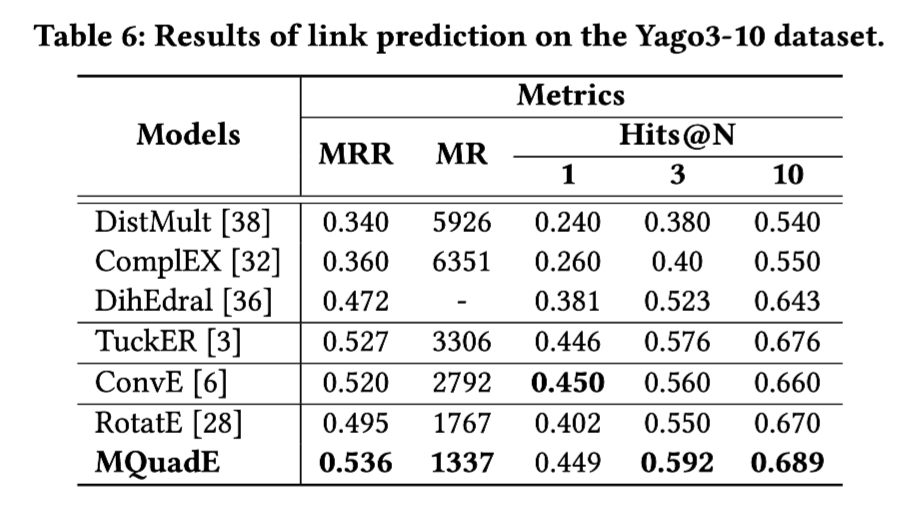 Table 6: Results of link prediction on the Yago3-10 dataset.
Models Metrics
MRR MR Hits@N
1 3 10
DistMult [38] 0.340 5926 0.240 0.380 0.540
ComplEX [32] 0.360 6351 0.260 0.40 0.550
DihEdral [36] 0.472 - 0.381 0.523 0.643
TuckER [3] 0.527 3306 0.446 0.576 0.676
ConvE [6] 0.520 2792 0.450 0.560 0.660
RotatE [28] 0.495 1767 0.402 0.550 0.670
MQuadE 0.536 1337 0.449 0.592 0.689